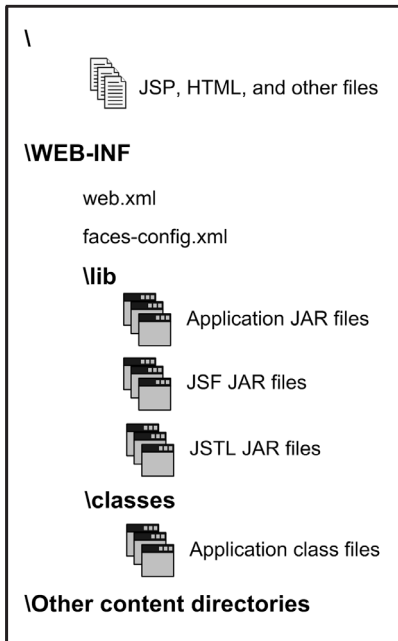 \
JSP, HTML, and other files
\WEB-INF
web.xml
faces-config.xml
\lib
Application JAR files
JSF JAR files
JSTL JAR files
\classes
Application class files
\Other content directories